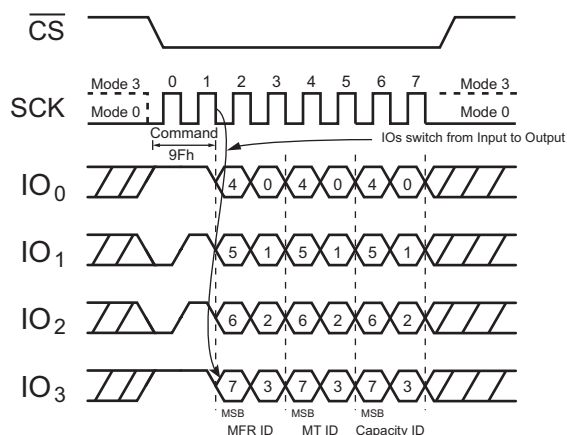 CS
0 1 2 3 4 5 6 7
Mode 3 Mode 3
SCK
Mode 0 Mode 0
Command
IOs switch from Input to Output
9Fh
IO0 4 0 4 0 4 0
IO1 5 1 5 1 5 1
IO2 6 2 6 2 6 2
IO3 7 3 7 3 7 3
MSB MSB MSB
MFR ID MT ID Capacity ID